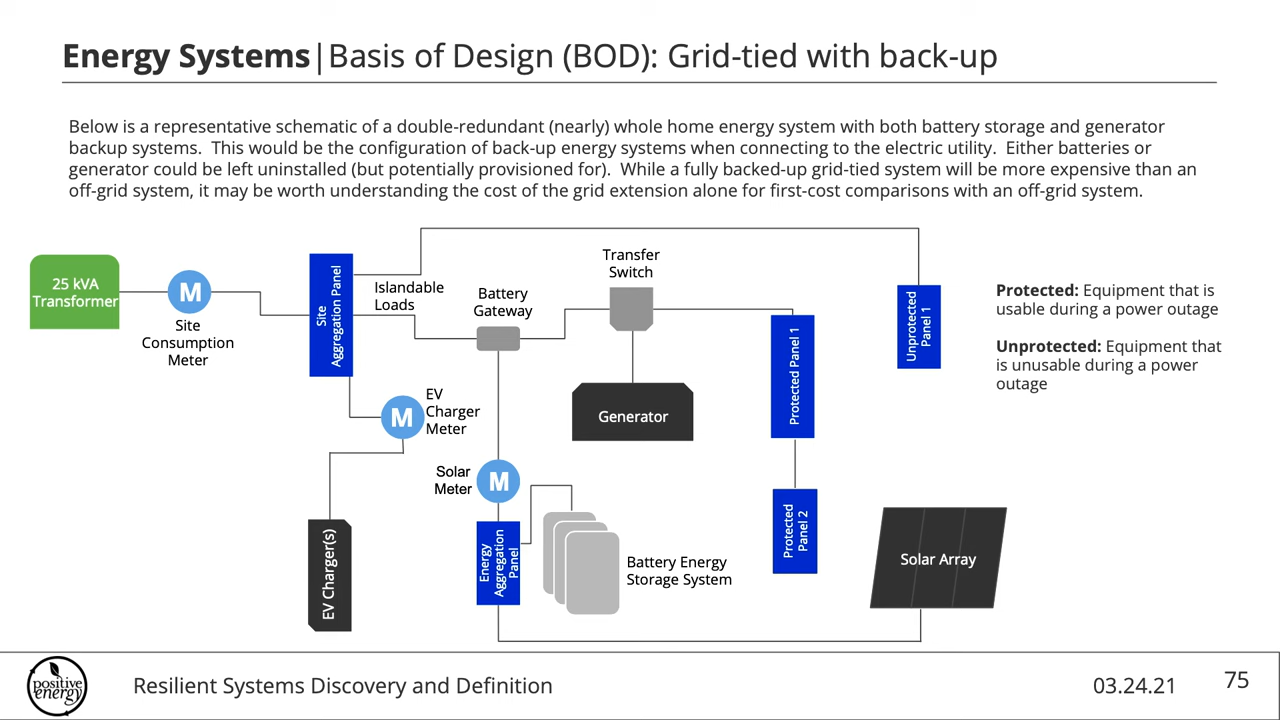 Energy Systems|Basis of Design (BOD): Grid-tied with back-up
Below is a representative schematic of a double-redundant (nearly) whole home energy system with both battery storage and generator
backup systems.  This would be the configuration of back-up energy systems when connecting to the electric utility.  Either batteries or
generator could be left uninstalled (but potentially provisioned for).  While a fully backed-up grid-tied system will be more expensive than an
off-grid system, it may be worth understanding the cost of the grid extension alone for first-cost comparisons with an off-grid system.
25 kVA
Transformer
M
Site
Consumption
Meter
Site
Aggregation Panel
Islandable
Loads
Battery
Gateway
Transfer
Switch
Generator
Protected Panel 1
Protected
Panel 2
Unprotected
Panel 1
Protected: Equipment that is
usable during a power outage
Unprotected: Equipment that
is unusable during a power
outage
M
EV
Charger
Meter
EV Charger(s)
Solar
Meter
M
Energy
Aggregation
Panel
Battery Energy
Storage System
Solar Array
positive
energy
Resilient Systems Discovery and Definition
03.24.21
75